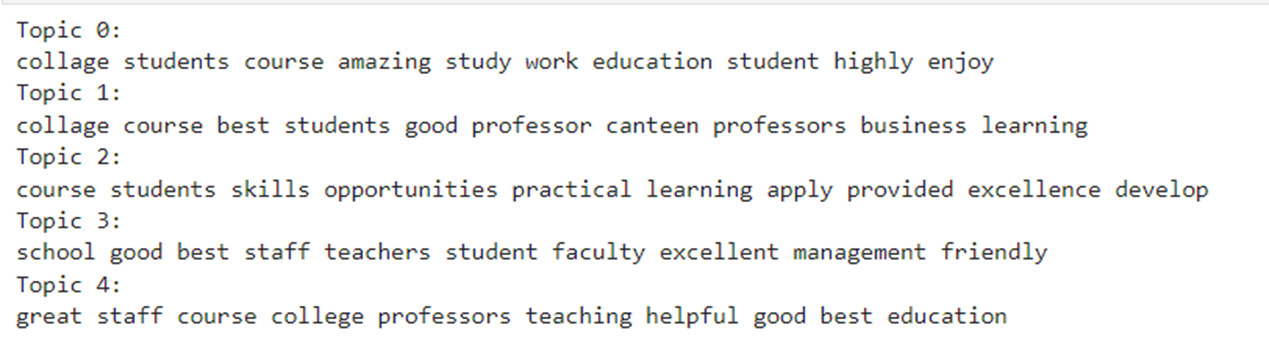 Topic 0:
collage students course amazing study work education student highly enjoy
Topic 1:
collage course best students good professor canteen professors business learning
Topic 2:
course students skills opportunities practical learning apply provided excellence develop
Topic 3:
school good best staff teachers student faculty excellent management friendly
Topic 4:
great staff course college professors teaching helpful good best education